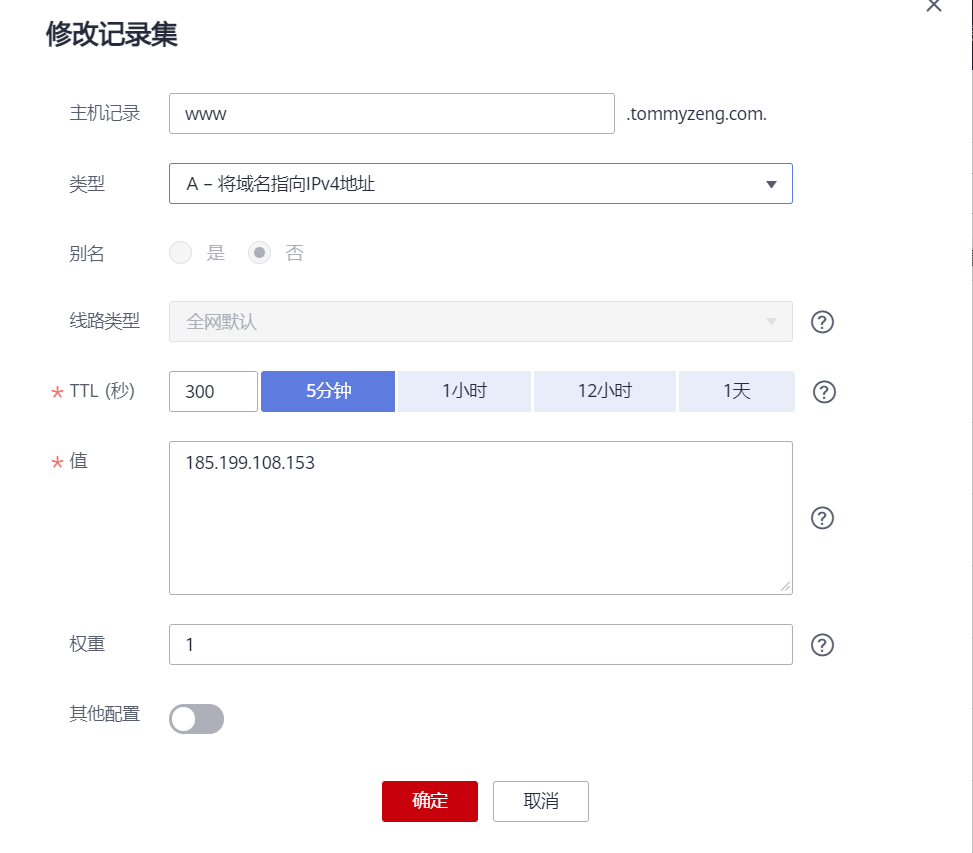 修改记录集
主机记录 www .tommyzeng.com.
类型 A – 将域名指向IPv4地址
别名 是 否
线路类型 全网默认 ?
* TTL (秒) 300 5分钟 1小时 12小时 1天 ?
* 值 185.199.108.153 ?
权重 1 ?
其他配置
确定 取消